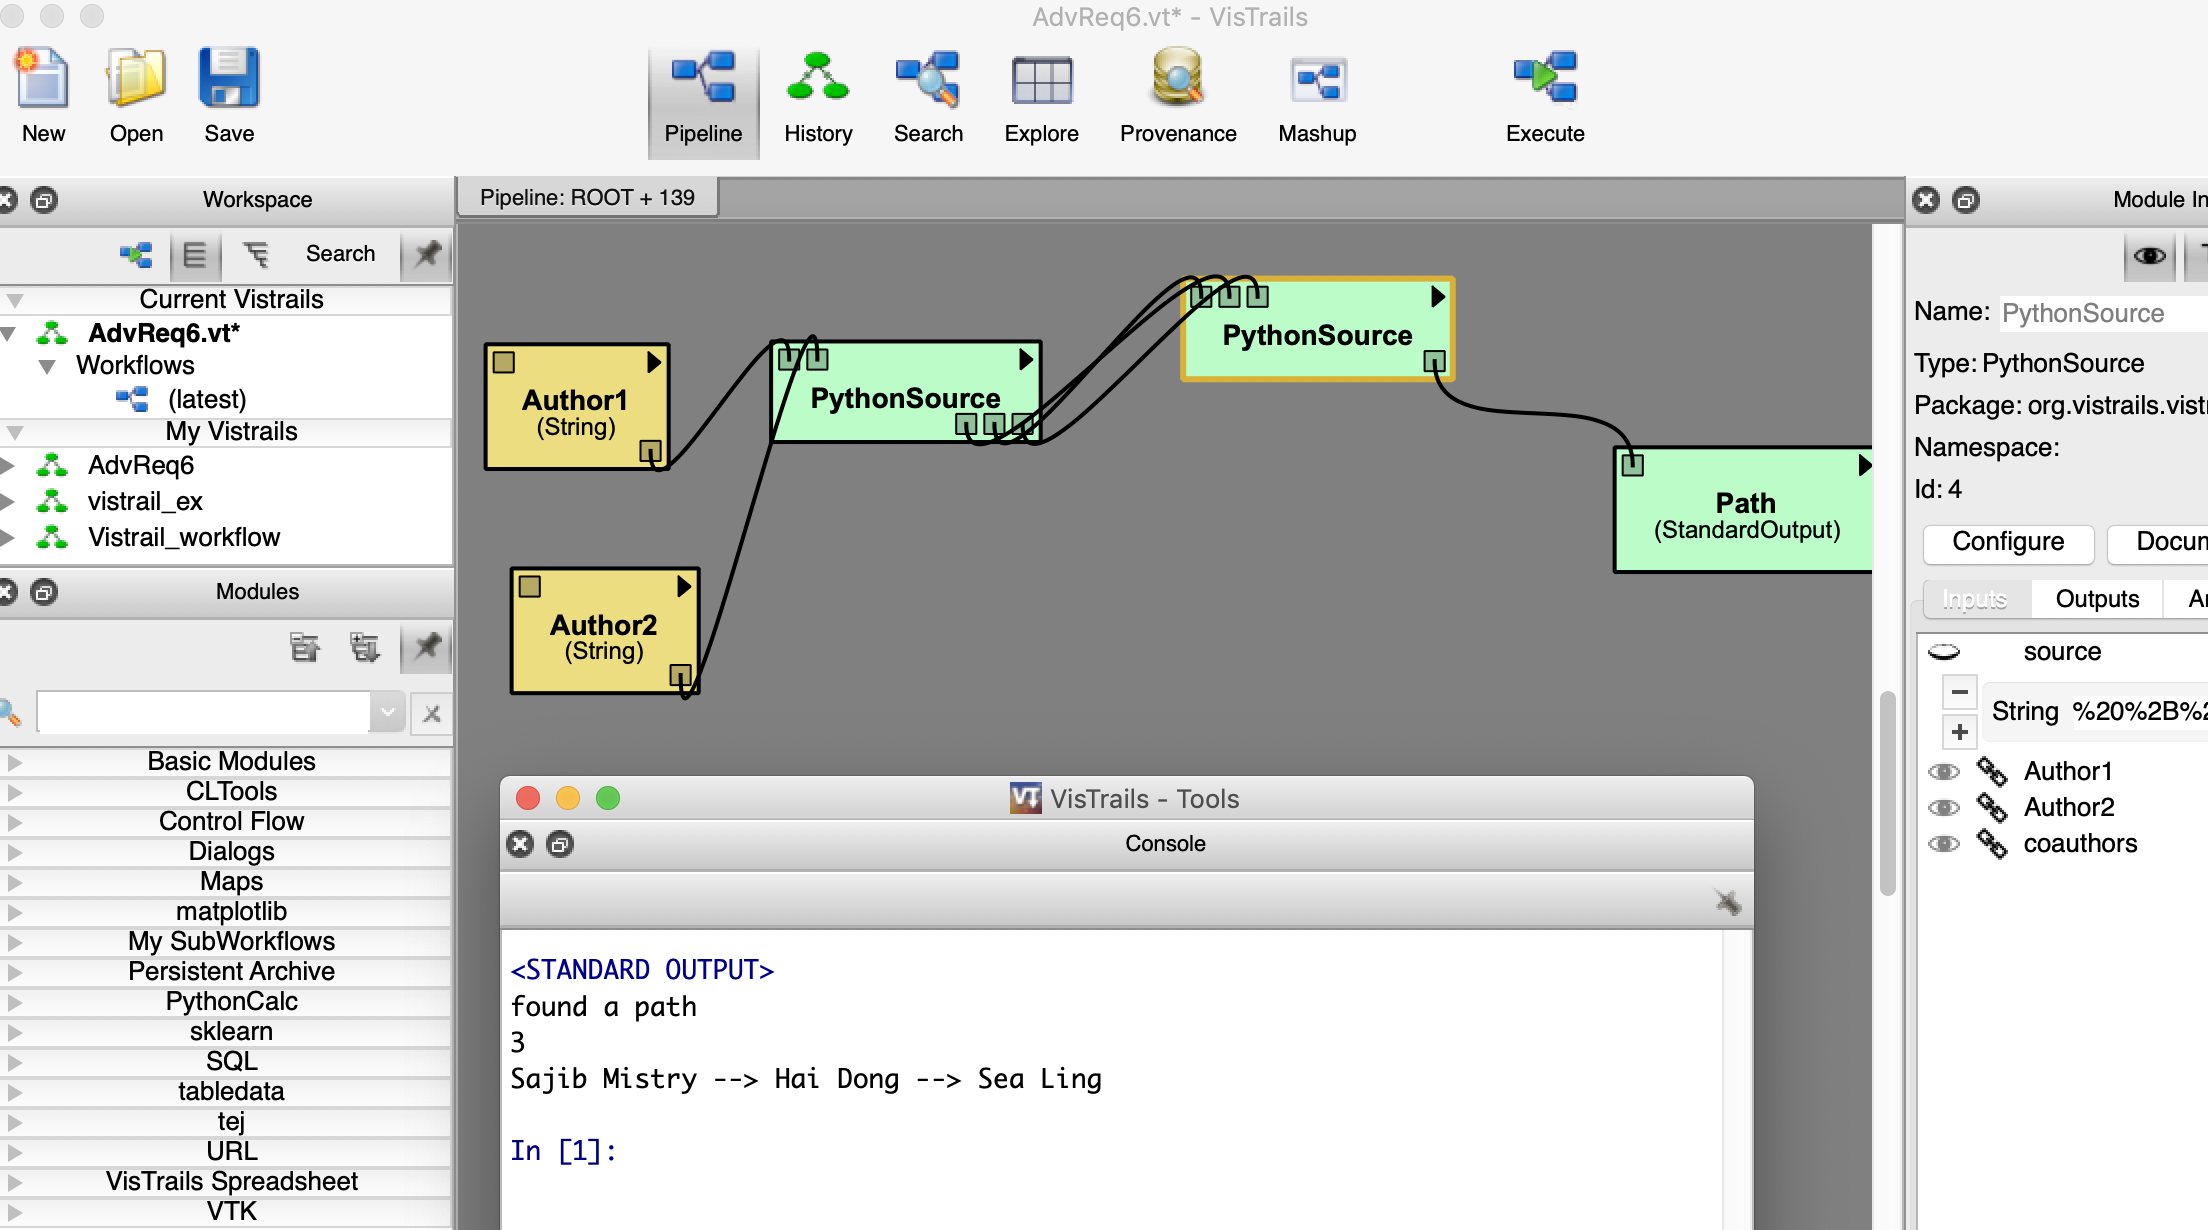 AdvReq6.vt* - VisTrails
New
Open
Save
Pipeline
History
Search
Explore
Provenance
Mashup
Execute
Workspace
Search
Current Vistrails
AdvReq6.vt*
Workflows
(latest)
My Vistrails
AdvReq6
vistrail_ex
Vistrail_workflow
Modules
Basic Modules
CLTools
Control Flow
Dialogs
Maps
matplotlib
My SubWorkflows
Persistent Archive
PythonCalc
sklearn
SQL
tabledata
tej
URL
VisTrails Spreadsheet
VTK
Pipeline: ROOT + 139
Author1
(String)
PythonSource
PythonSource
Author2
(String)
Path
(StandardOutput)
VisTrails - Tools
Console
<STANDARD OUTPUT>
found a path
3
Sajib Mistry --> Hai Dong --> Sea Ling
In [1]:
Module In
Name: PythonSource
Type: PythonSource
Package: org.vistrails.vist
Namespace:
Id: 4
Configure
Docum
Inputs
Outputs
source
String %20%2B%2
Author1
Author2
coauthors